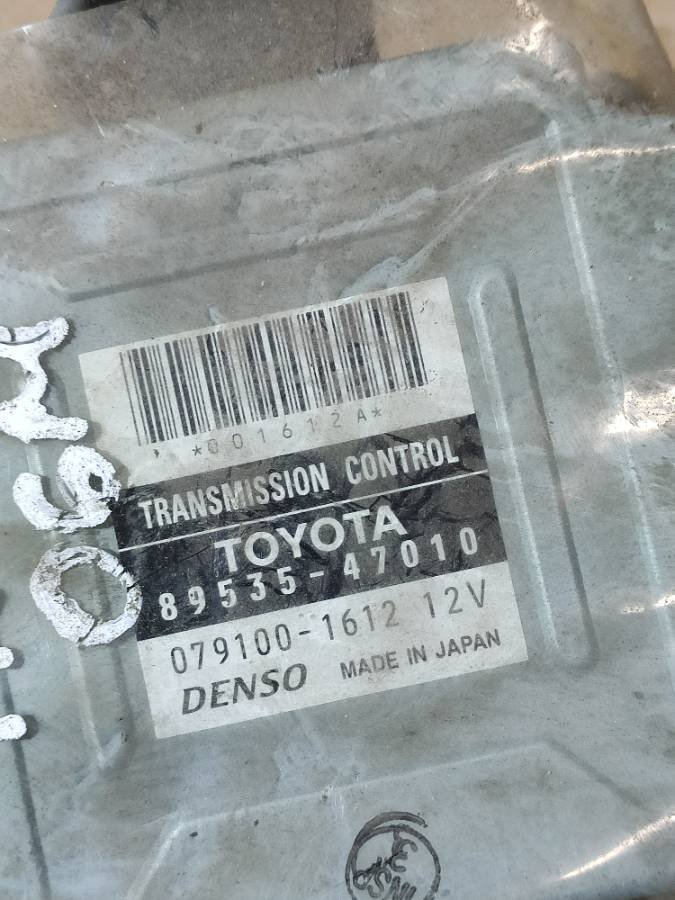 *001612A*
TRANSMISSION CONTROL
TOYOTA
89535-47010
079100-1612 12V
DENSO MADE IN JAPAN